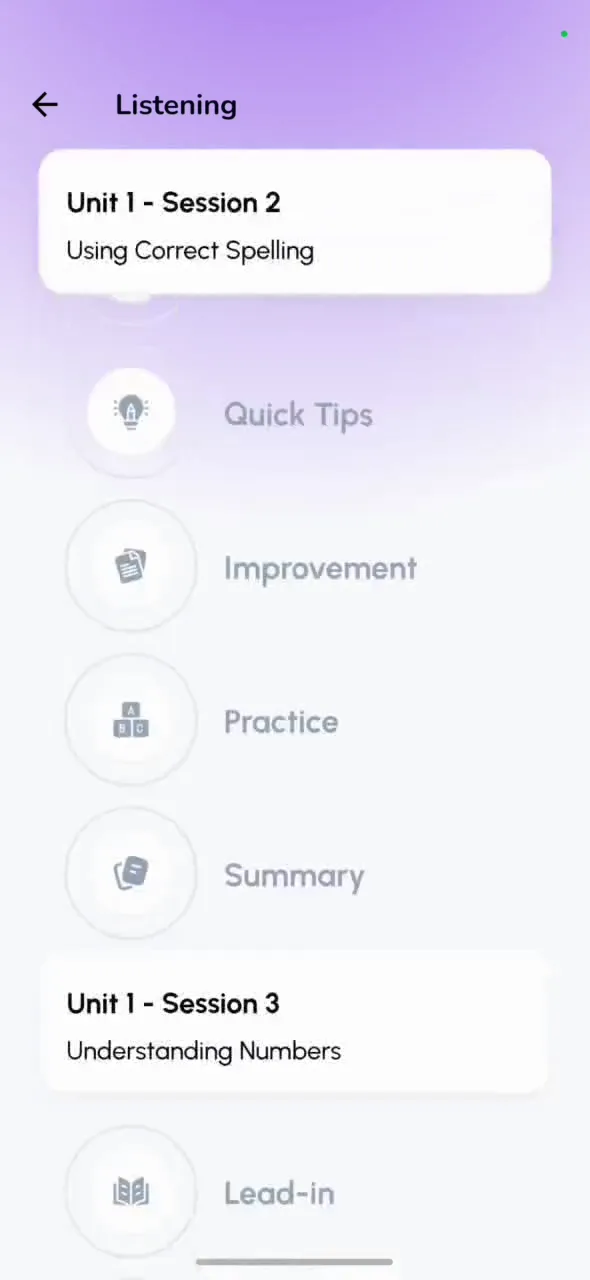 Listening
Unit 1 - Session 2
Using Correct Spelling
Quick Tips
Improvement
Practice
A
B C
Summary
Unit 1 - Session 3
Understanding Numbers
Lead-in